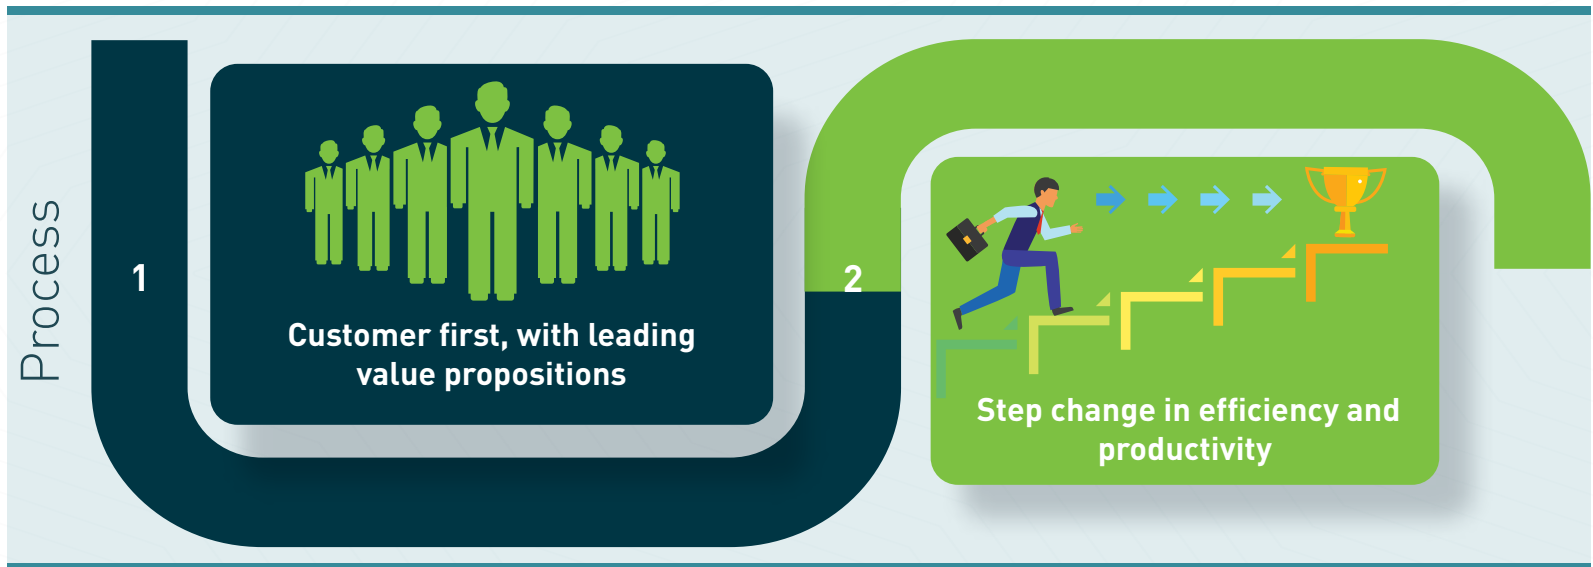 Process
1
Customer first, with leading
value propositions
2
Step change in efficiency and
productivity